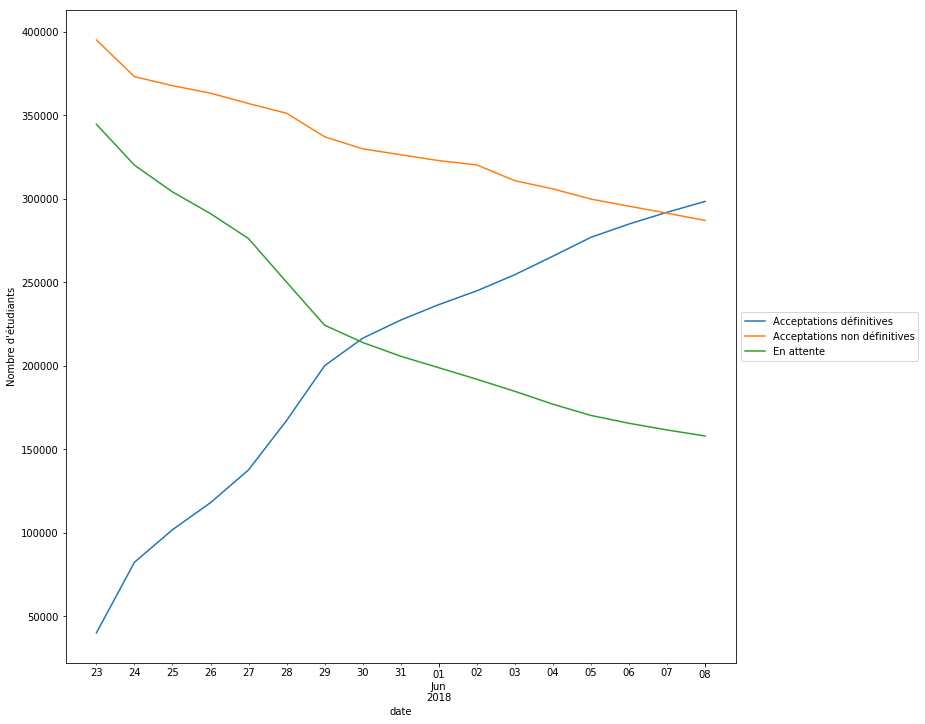 400000
350000
300000
250000
200000
150000
100000
50000
Nombre d'étudiants
23 24 25 26 27 28 29 30 31 01 02 03 04 05 06 07 08
Jun
2018
date
Acceptations définitives
Acceptations non définitives
En attente